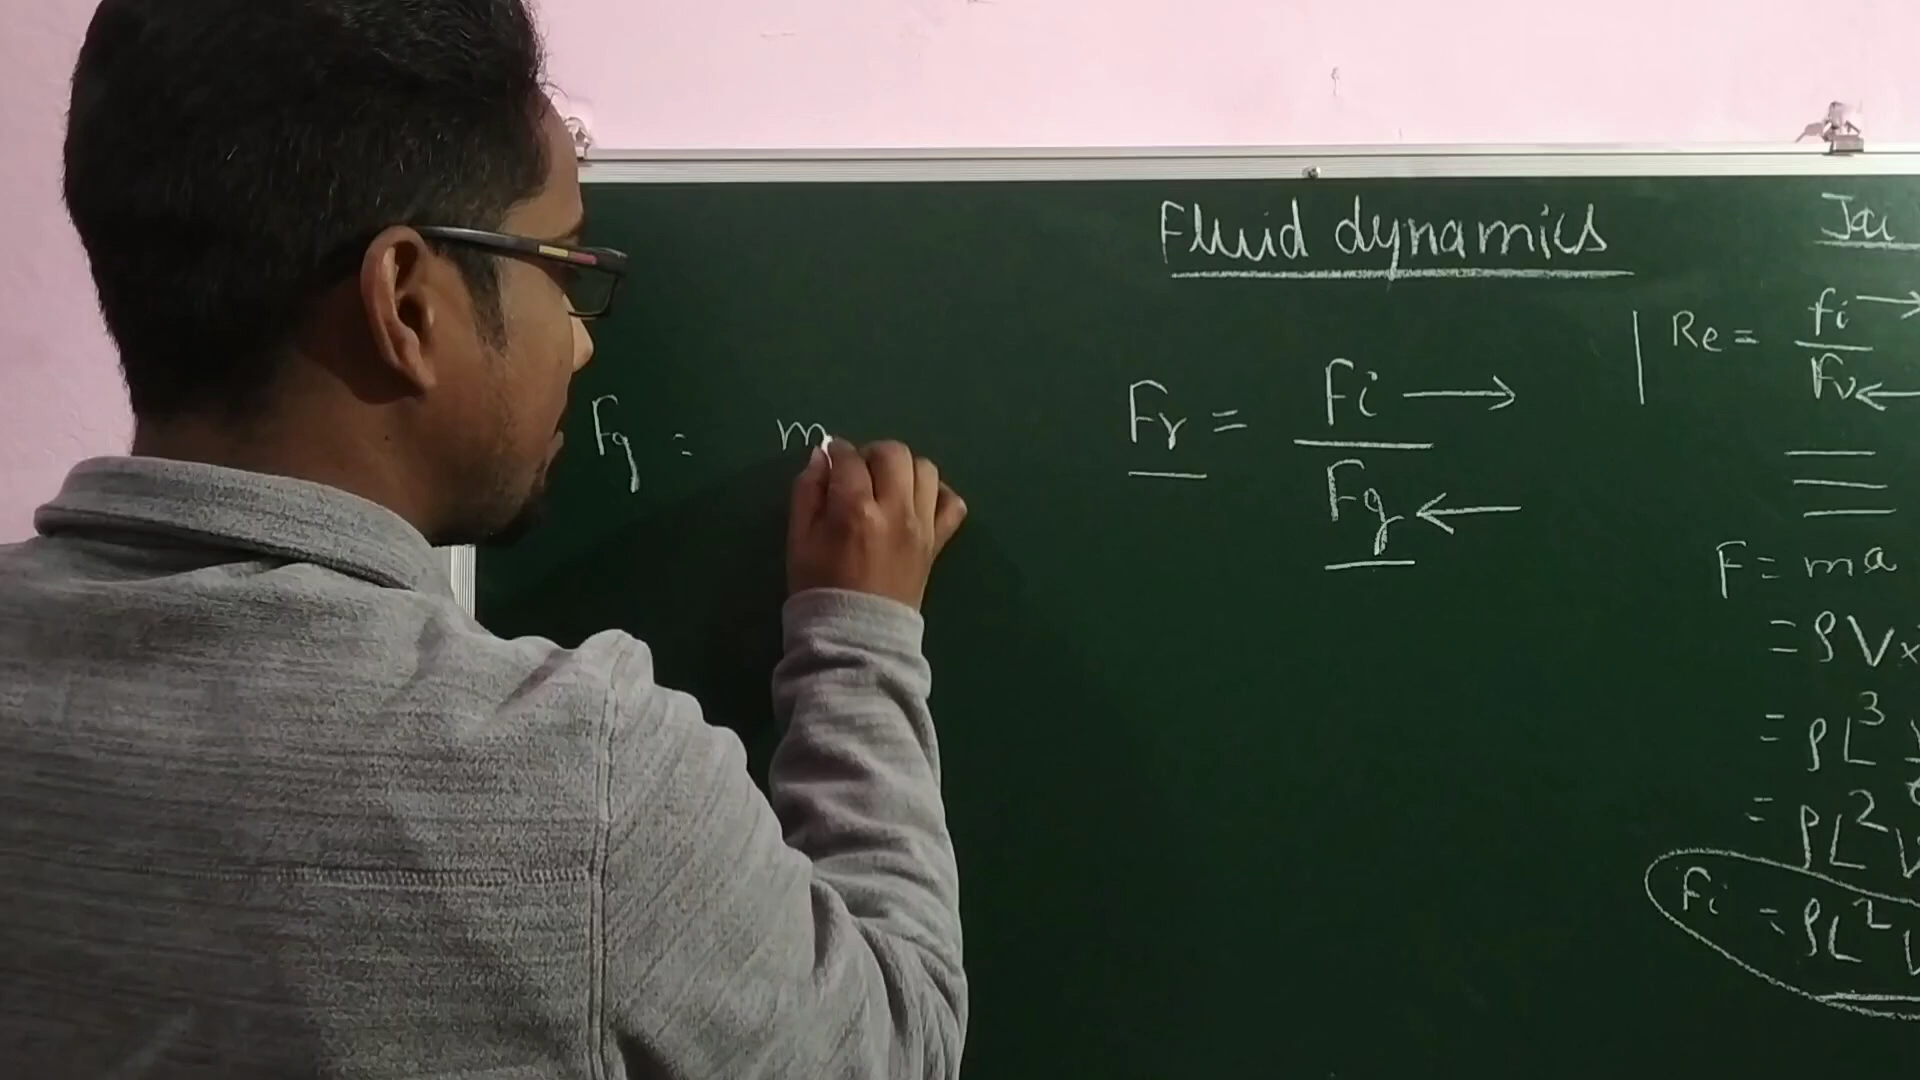 Fluid dynamics
Fg = m
Fr = Fi → / Fg ←
Re = fi → / Fv ←
F = ma
= ρV×
= ρL³
= ρL² V
Fi = ρL² V